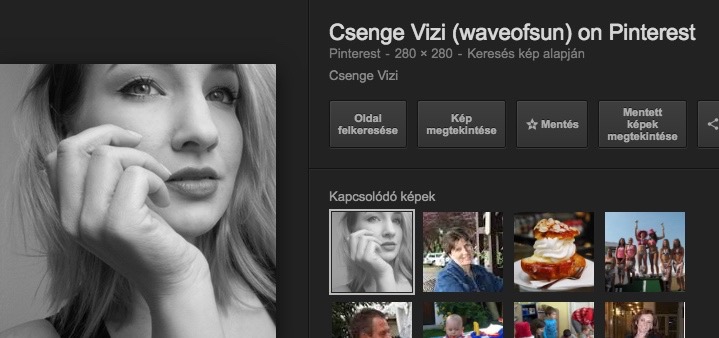 Csenge Vizi (waveofsun) on Pinterest
Pinterest - 280 × 280 - Keresés kép alapján
Csenge Vizi
Oldal
felkeresése
Kép
megtekintése
Mentés
Mentett
képek
megtekintése
Kapcsolódó képek